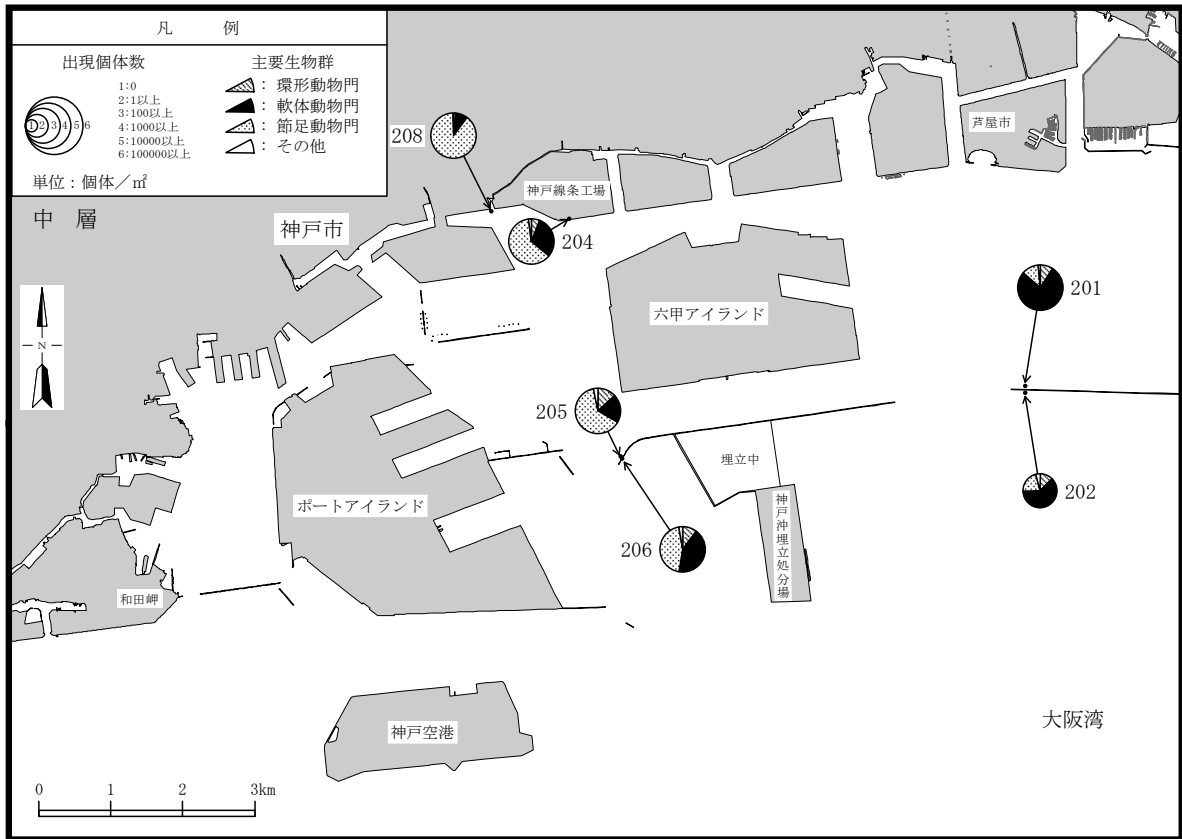 凡　例
出現個体数
1 2 3 4 5 6
1:0
2:1以上
3:100以上
4:1000以上
5:10000以上
6:100000以上
主要生物群
：環形動物門
：軟体動物門
：節足動物門
：その他
単位：個体／㎡
中　層
N
神戸市
208
神戸線条工場
204
芦屋市
六甲アイランド
201
202
205
206
埋立中
神戸沖埋立処分場
ポートアイランド
和田岬
神戸空港
大阪湾
0 1 2 3km